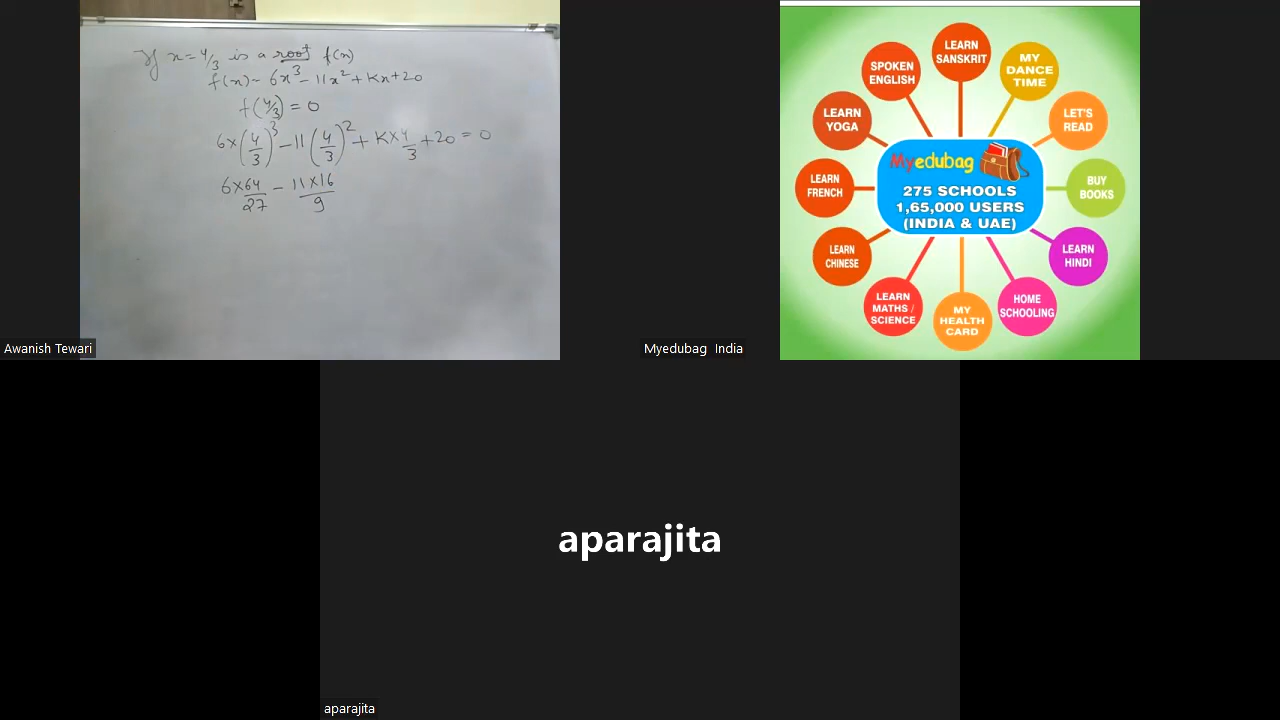 If x = 4/3 is a root f(x)
f(x) = 6x³ - 11x² + Kx + 20
f(4/3) = 0
6×(4/3)³ - 11(4/3)² + K×4/3 + 20 = 0
6×64/27 - 11×16/9
Awanish Tewari
LEARN
SANSKRIT
SPOKEN
ENGLISH
MY
DANCE
TIME
LEARN
YOGA
LET'S
READ
Myedubag
275 SCHOOLS
1,65,000 USERS
(INDIA & UAE)
LEARN
FRENCH
BUY
BOOKS
LEARN
CHINESE
LEARN
HINDI
LEARN
MATHS /
SCIENCE
MY
HEALTH
CARD
HOME
SCHOOLING
Myedubag India
aparajita
aparajita